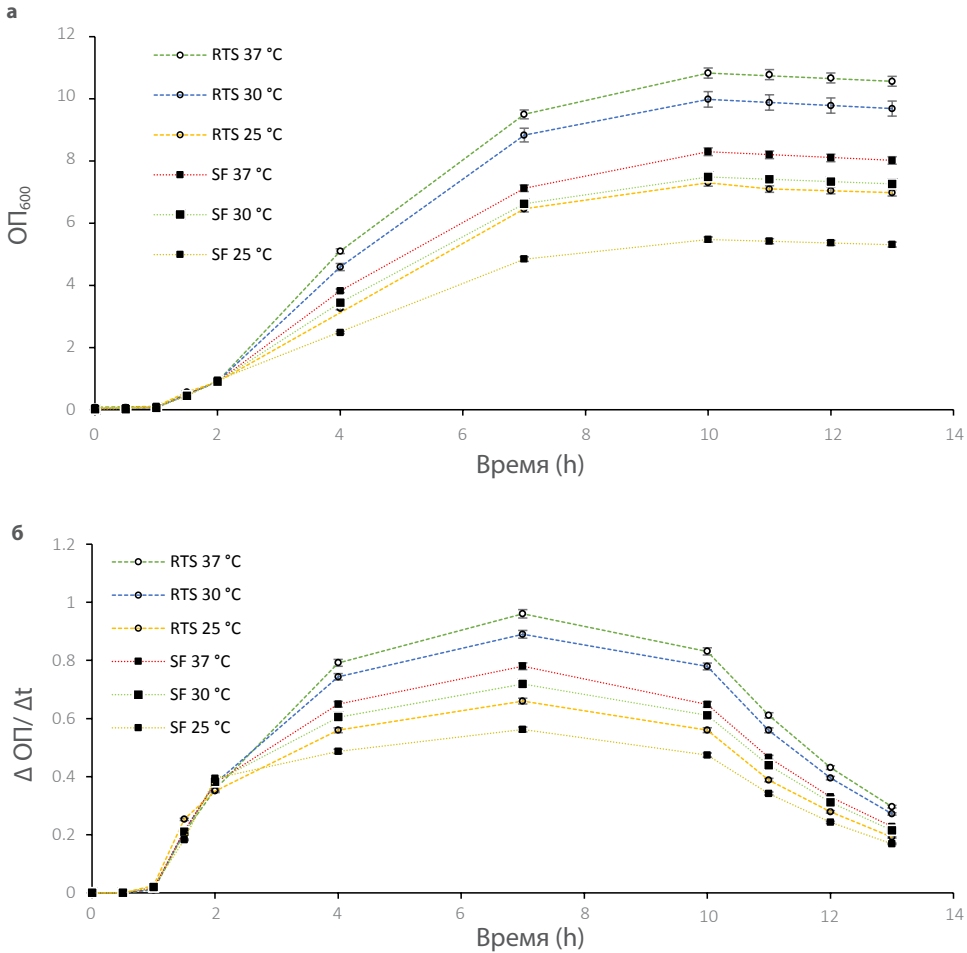 а
12
10
8
6
4
2
0
ОП600
RTS 37 °C
RTS 30 °C
RTS 25 °C
SF 37 °C
SF 30 °C
SF 25 °C
0 2 4 6 8 10 12 14
Время (h)
б
1.2
1
0.8
0.6
0.4
0.2
0
Δ ОП/ Δt
RTS 37 °C
RTS 30 °C
RTS 25 °C
SF 37 °C
SF 30 °C
SF 25 °C
0 2 4 6 8 10 12 14
Время (h)